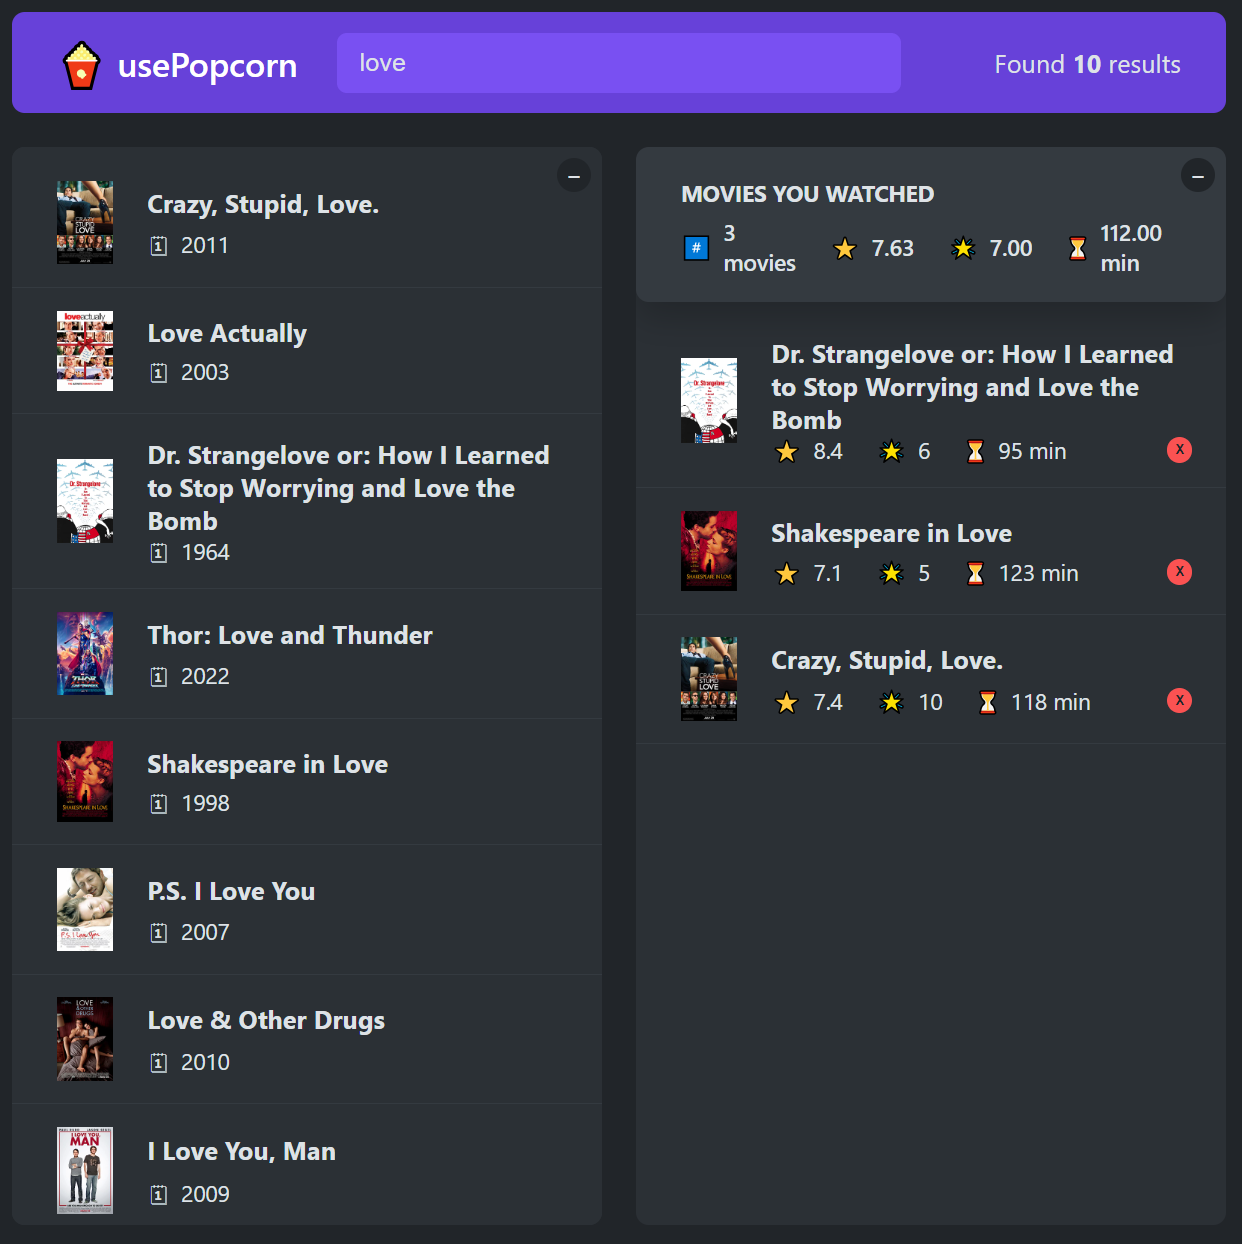 usePopcorn
love
Found 10 results
Crazy, Stupid, Love.
2011
Love Actually
2003
Dr. Strangelove or: How I Learned
to Stop Worrying and Love the
Bomb
1964
Thor: Love and Thunder
2022
Shakespeare in Love
1998
P.S. I Love You
2007
Love & Other Drugs
2010
I Love You, Man
2009
MOVIES YOU WATCHED
# 3 movies
7.63
7.00
112.00 min
Dr. Strangelove or: How I Learned
to Stop Worrying and Love the
Bomb
8.4 6 95 min X
Shakespeare in Love
7.1 5 123 min X
Crazy, Stupid, Love.
7.4 10 118 min X